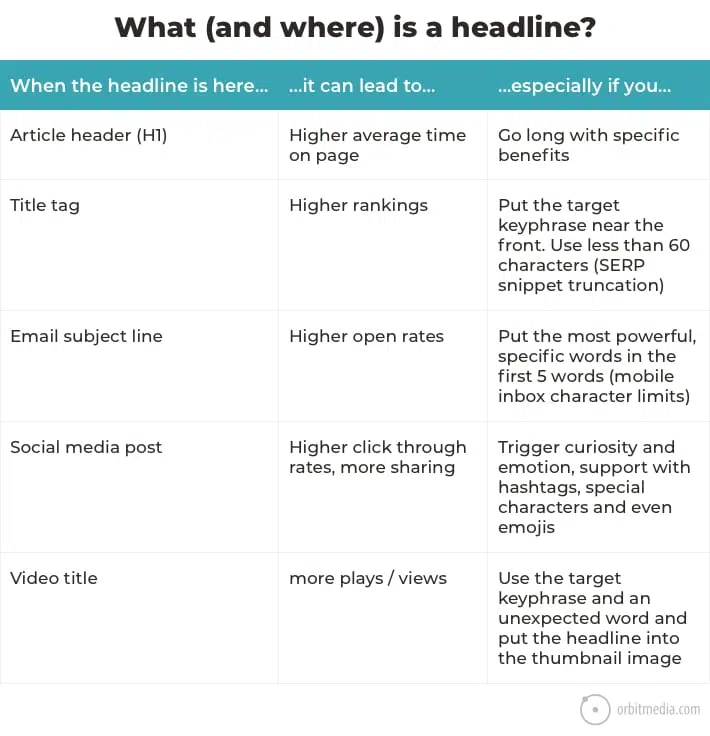 What (and where) is a headline?
When the headline is here... ...it can lead to... ...especially if you...
Article header (H1) Higher average time Go long with specific
on page benefits
Title tag Higher rankings Put the target
keyphrase near the
front. Use less than 60
characters (SERP
snippet truncation)
Email subject line Higher open rates Put the most powerful,
specific words in the
first 5 words (mobile
inbox character limits)
Social media post Higher click through Trigger curiosity and
rates, more sharing emotion, support with
hashtags, special
characters and even
emojis
Video title more plays / views Use the target
keyphrase and an
unexpected word and
put the headline into
the thumbnail image
orbitmedia.com